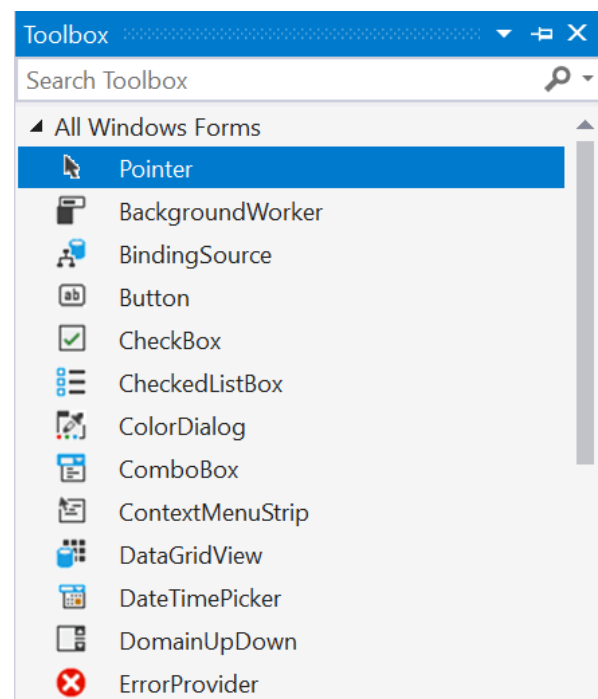 Toolbox
Search Toolbox
All Windows Forms
Pointer
BackgroundWorker
BindingSource
ab Button
CheckBox
CheckedListBox
ColorDialog
ComboBox
ContextMenuStrip
DataGridView
DateTimePicker
DomainUpDown
ErrorProvider